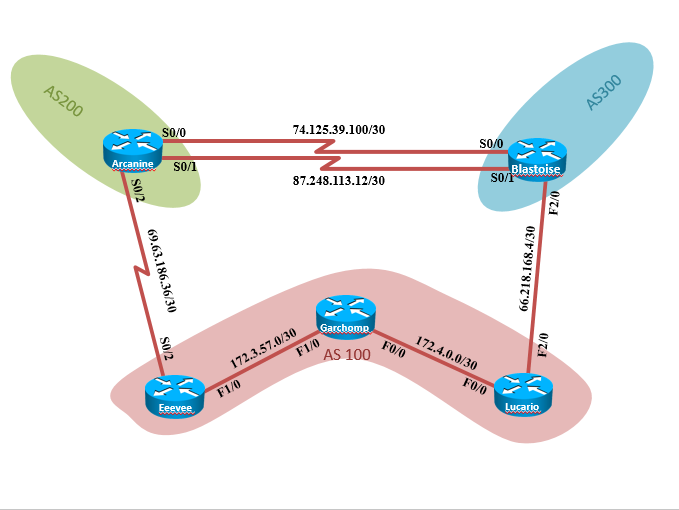 AS200
AS300
S0/0
74.125.39.100/30
S0/0
Arcanine
S0/1
87.248.113.12/30
S0/1
Blastoise
S0/2
F2/0
69.63.186.36/30
66.218.168.4/30
S0/2
F2/0
Garchomp
172.3.57.0/30
F1/0
AS 100
F0/0
172.4.0.0/30
Eeevee
F1/0
F0/0
Lucario